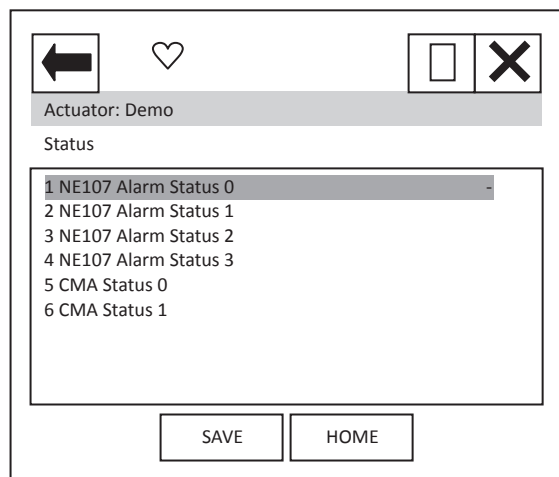 Actuator: Demo
Status
1 NE107 Alarm Status 0 -
2 NE107 Alarm Status 1
3 NE107 Alarm Status 2
4 NE107 Alarm Status 3
5 CMA Status 0
6 CMA Status 1
SAVE HOME